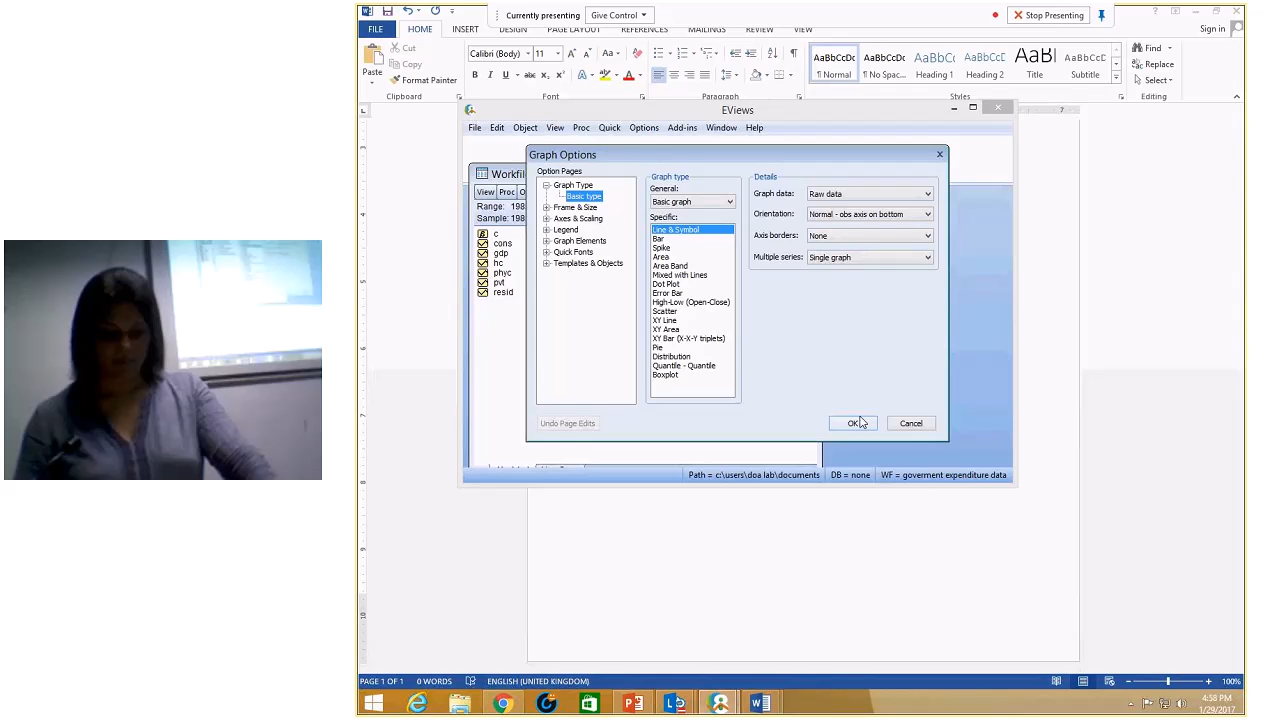 Currently presenting
Give Control
Stop Presenting
FILE
HOME
INSERT
DESIGN
PAGE LAYOUT
REFERENCES
MAILINGS
REVIEW
VIEW
Sign in
Paste
Cut
Copy
Format Painter
Clipboard
Calibri (Body)
11
Font
Paragraph
AaBbCcDc
¶ Normal
AaBbCcDc
¶ No Spac...
AaBbCc
Heading 1
AaBbCcC
Heading 2
AaBl
Title
AaBbCcC
Subtitle
Styles
Find
Replace
Select
Editing
EViews
File Edit Object View Proc Quick Options Add-ins Window Help
Workfil
View Proc O
Range: 198
Sample: 198
c
cons
gdp
hc
phyc
pvt
resid
Graph Options
Option Pages
Graph Type
Basic type
Frame & Size
Axes & Scaling
Legend
Graph Elements
Quick Fonts
Templates & Objects
Graph type
General:
Basic graph
Specific:
Line & Symbol
Bar
Spike
Area
Area Band
Mixed with Lines
Dot Plot
Error Bar
High-Low (Open-Close)
Scatter
XY Line
XY Area
XY Bar (X-X-Y triplets)
Pie
Distribution
Quantile - Quantile
Boxplot
Details
Graph data: Raw data
Orientation: Normal - obs axis on bottom
Axis borders: None
Multiple series: Single graph
Undo Page Edits
OK
Cancel
Path = c:\users\doa lab\documents
DB = none
WF = goverment expenditure data
PAGE 1 OF 1
0 WORDS
ENGLISH (UNITED KINGDOM)
100%
4:58 PM
1/29/2017